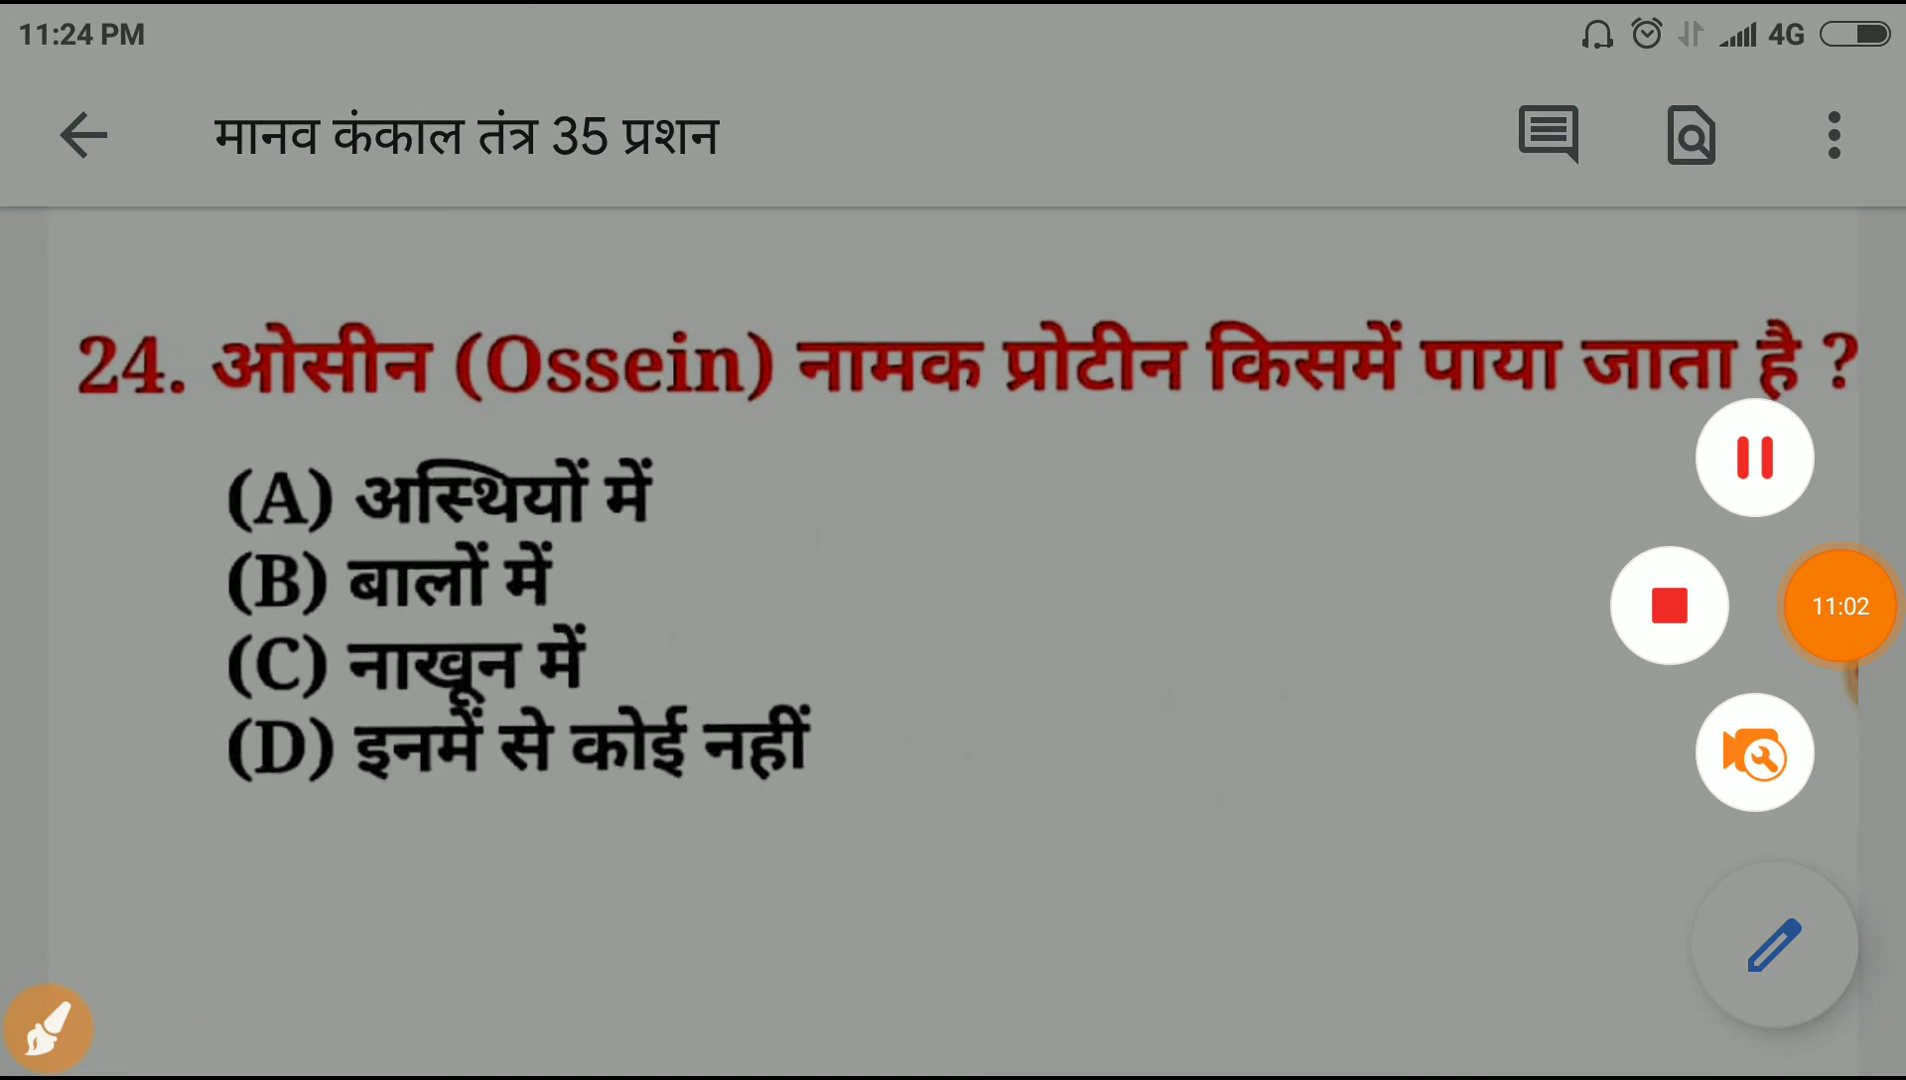 11:24 PM 4G
मानव कंकाल तंत्र 35 प्रशन
24. ओसीन (Ossein) नामक प्रोटीन किसमें पाया जाता है ?
(A) अस्थियों में
(B) बालों में
(C) नाखून में
(D) इनमें से कोई नहीं
11:02